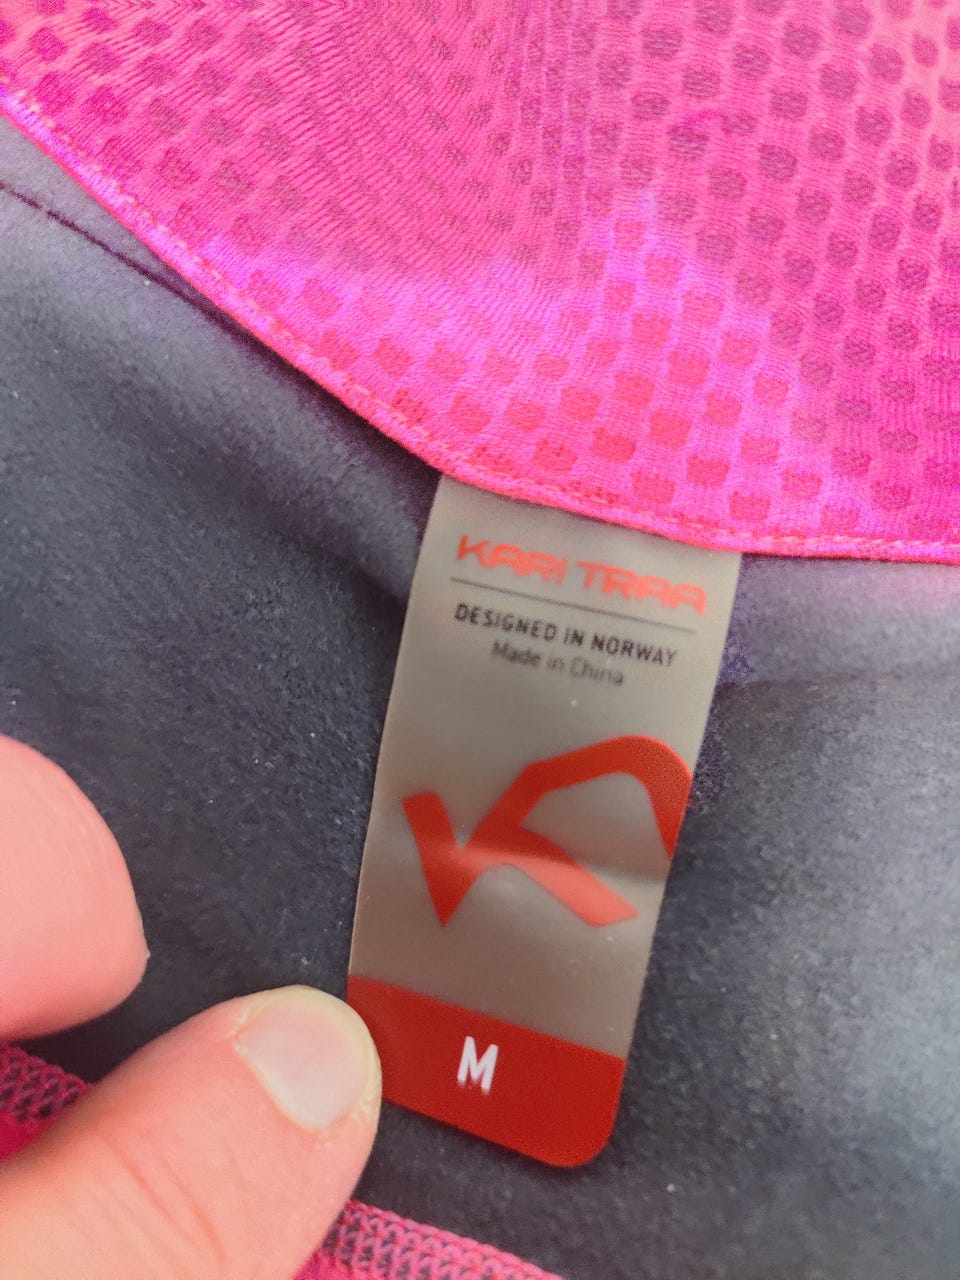 KARI TRAA
DESIGNED IN NORWAY
Made in China
M